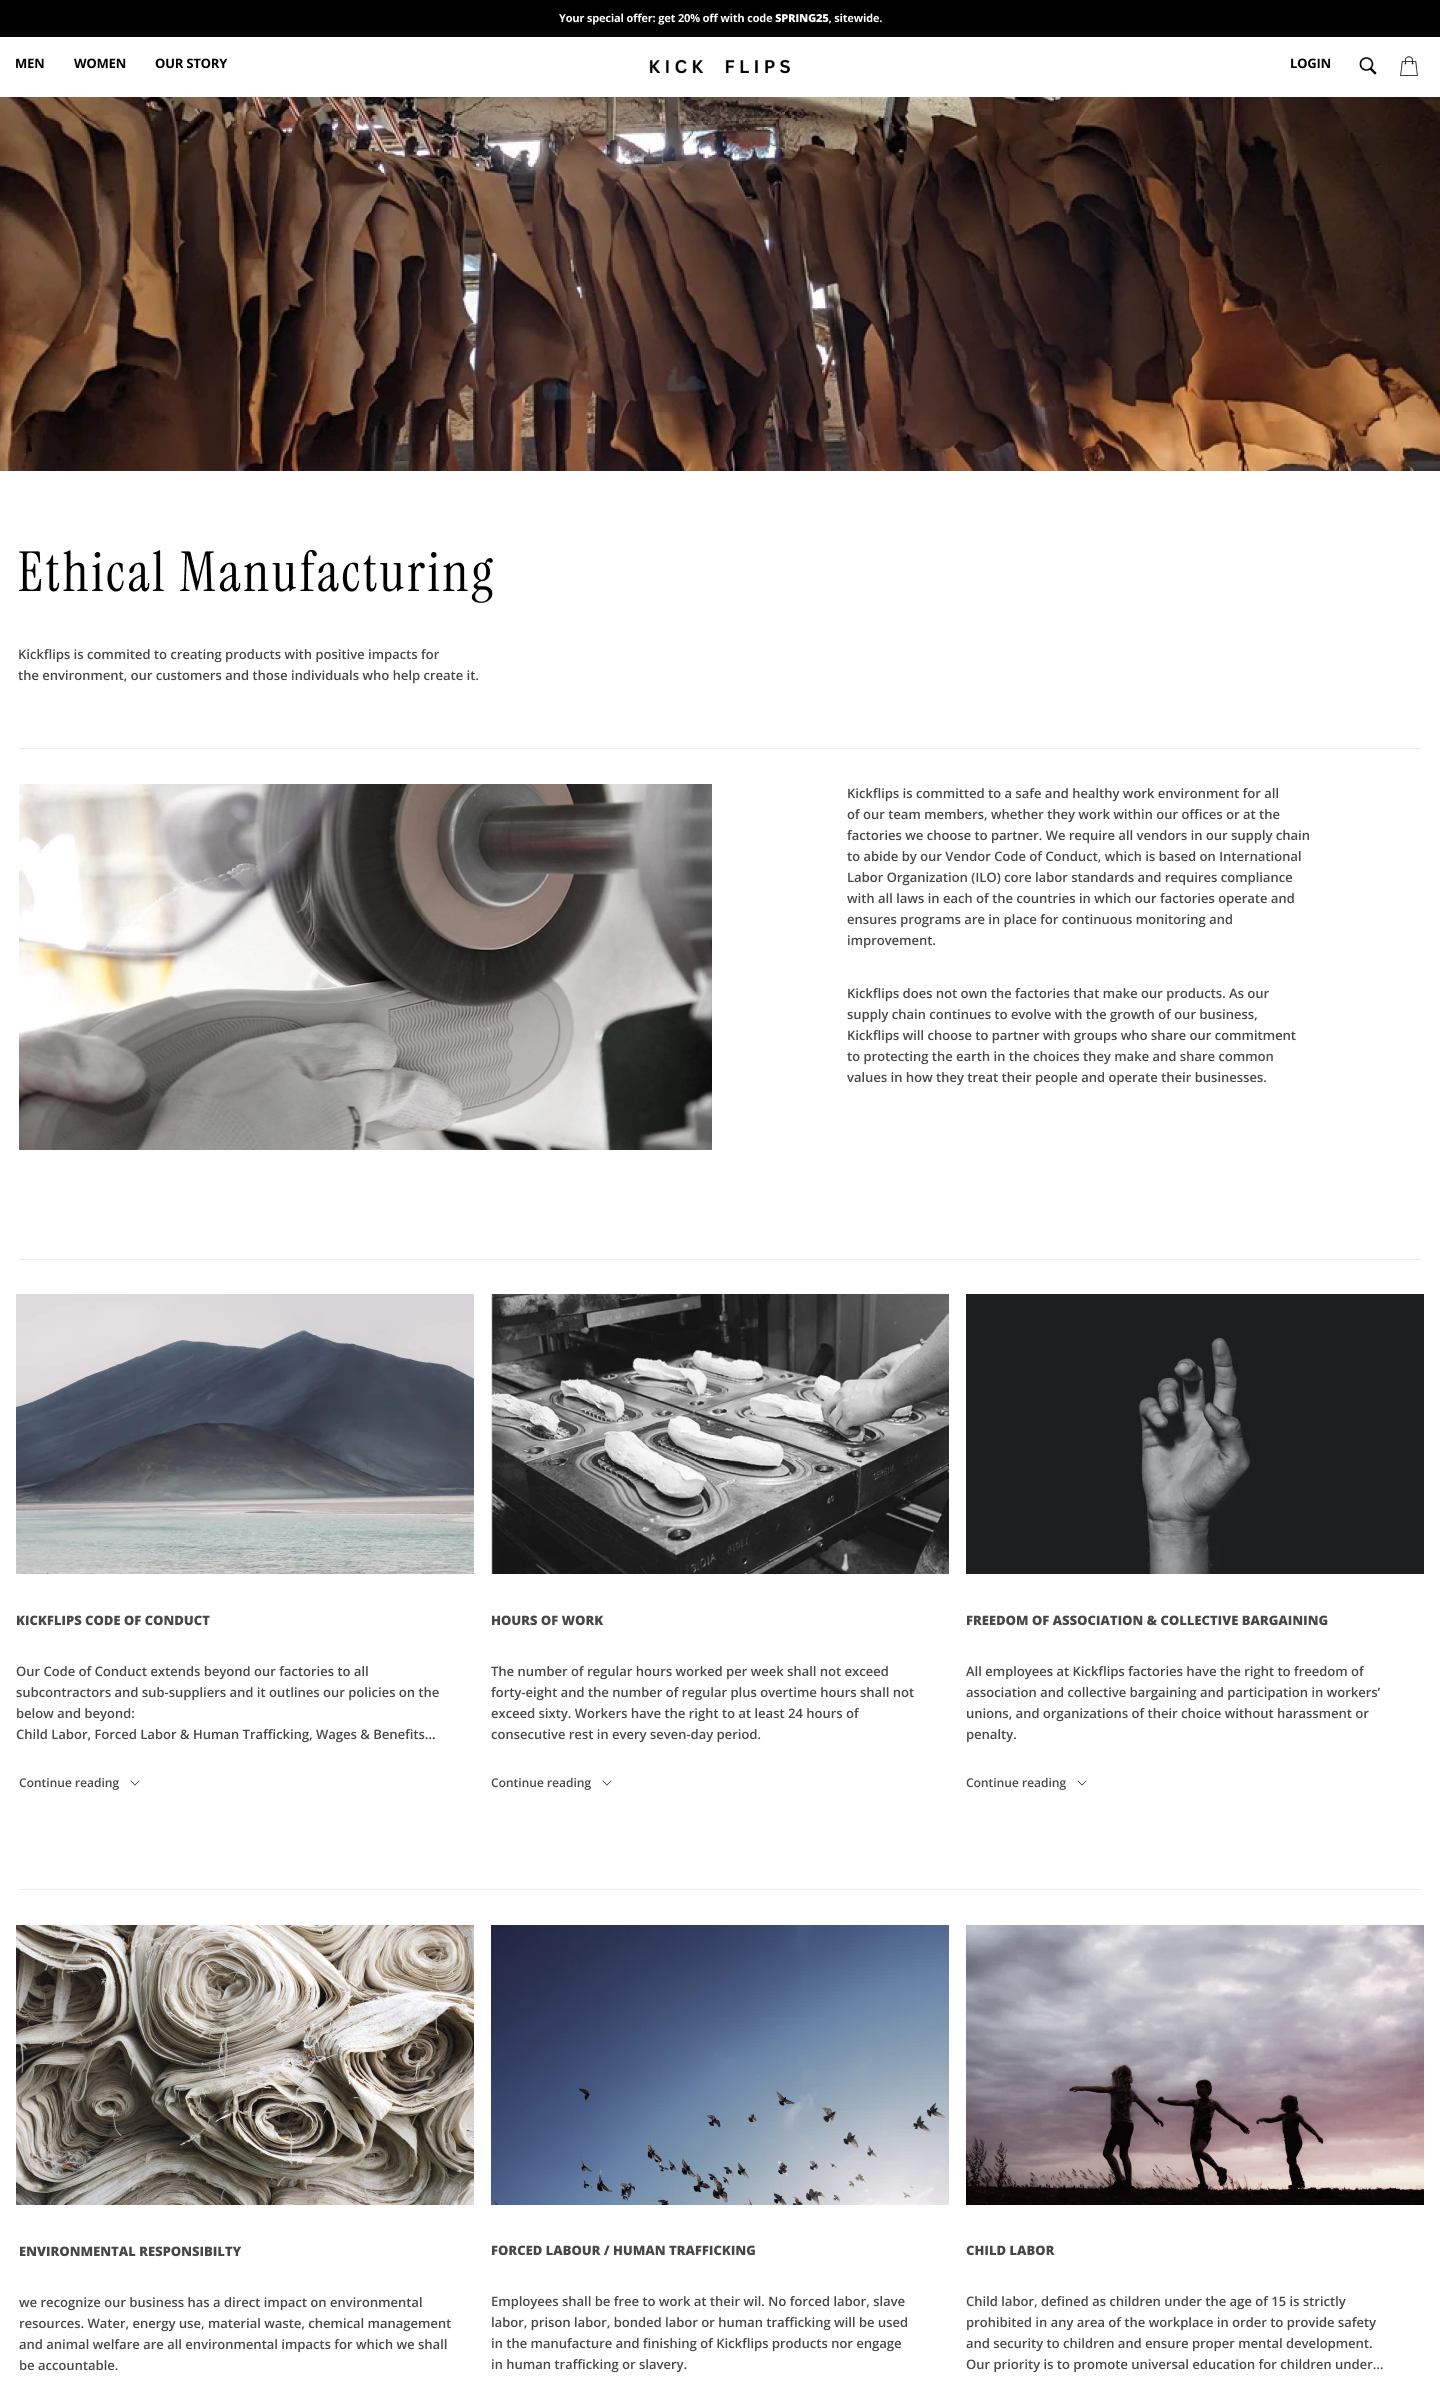 Your special offer: get 20% off with code SPRING25, sitewide.
MEN WOMEN OUR STORY KICK FLIPS LOGIN
Ethical Manufacturing
Kickflips is commited to creating products with positive impacts for
the environment, our customers and those individuals who help create it.
Kickflips is committed to a safe and healthy work environment for all
of our team members, whether they work within our offices or at the
factories we choose to partner. We require all vendors in our supply chain
to abide by our Vendor Code of Conduct, which is based on International
Labor Organization (ILO) core labor standards and requires compliance
with all laws in each of the countries in which our factories operate and
ensures programs are in place for continuous monitoring and
improvement.
Kickflips does not own the factories that make our products. As our
supply chain continues to evolve with the growth of our business,
Kickflips will choose to partner with groups who share our commitment
to protecting the earth in the choices they make and share common
values in how they treat their people and operate their businesses.
KICKFLIPS CODE OF CONDUCT
Our Code of Conduct extends beyond our factories to all
subcontractors and sub-suppliers and it outlines our policies on the
below and beyond:
Child Labor, Forced Labor & Human Trafficking, Wages & Benefits...
Continue reading
HOURS OF WORK
The number of regular hours worked per week shall not exceed
forty-eight and the number of regular plus overtime hours shall not
exceed sixty. Workers have the right to at least 24 hours of
consecutive rest in every seven-day period.
Continue reading
FREEDOM OF ASSOCIATION & COLLECTIVE BARGAINING
All employees at Kickflips factories have the right to freedom of
association and collective bargaining and participation in workers’
unions, and organizations of their choice without harassment or
penalty.
Continue reading
ENVIRONMENTAL RESPONSIBILTY
we recognize our business has a direct impact on environmental
resources. Water, energy use, material waste, chemical management
and animal welfare are all environmental impacts for which we shall
be accountable.
FORCED LABOUR / HUMAN TRAFFICKING
Employees shall be free to work at their wil. No forced labor, slave
labor, prison labor, bonded labor or human trafficking will be used
in the manufacture and finishing of Kickflips products nor engage
in human trafficking or slavery.
CHILD LABOR
Child labor, defined as children under the age of 15 is strictly
prohibited in any area of the workplace in order to provide safety
and security to children and ensure proper mental development.
Our priority is to promote universal education for children under...